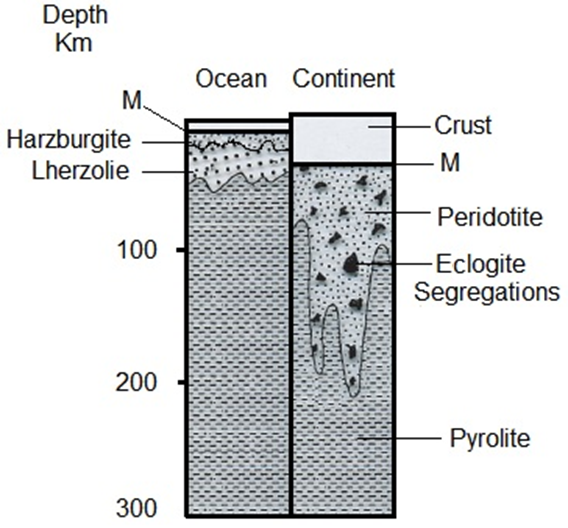 Depth
Km
Ocean
Continent
M
Harzburgite
Lherzolie
Crust
M
Peridotite
100
Eclogite
Segregations
200
Pyrolite
300